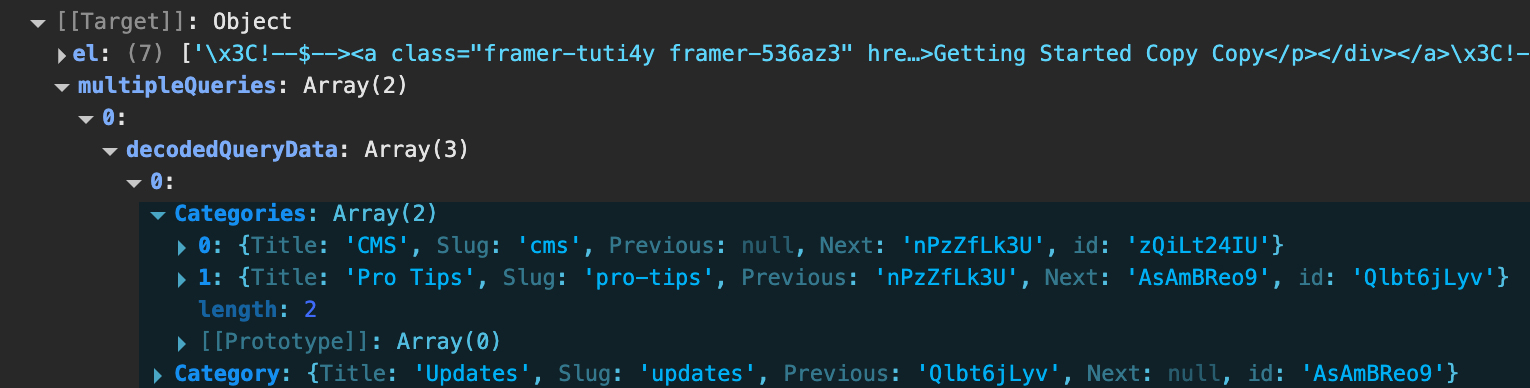 [[Target]]: Object
el: (7) ['\x3C!--$--><a class="framer-tuti4y framer-536az3" hre…>Getting Started Copy Copy</p></div></a>\x3C!-
multipleQueries: Array(2)
0:
decodedQueryData: Array(3)
0:
Categories: Array(2)
0: {Title: 'CMS', Slug: 'cms', Previous: null, Next: 'nPzZfLk3U', id: 'zQiLt24IU'}
1: {Title: 'Pro Tips', Slug: 'pro-tips', Previous: 'nPzZfLk3U', Next: 'AsAmBReo9', id: 'Qlbt6jLyv'}
length: 2
[[Prototype]]: Array(0)
Category: {Title: 'Updates', Slug: 'updates', Previous: 'Qlbt6jLyv', Next: null, id: 'AsAmBReo9'}